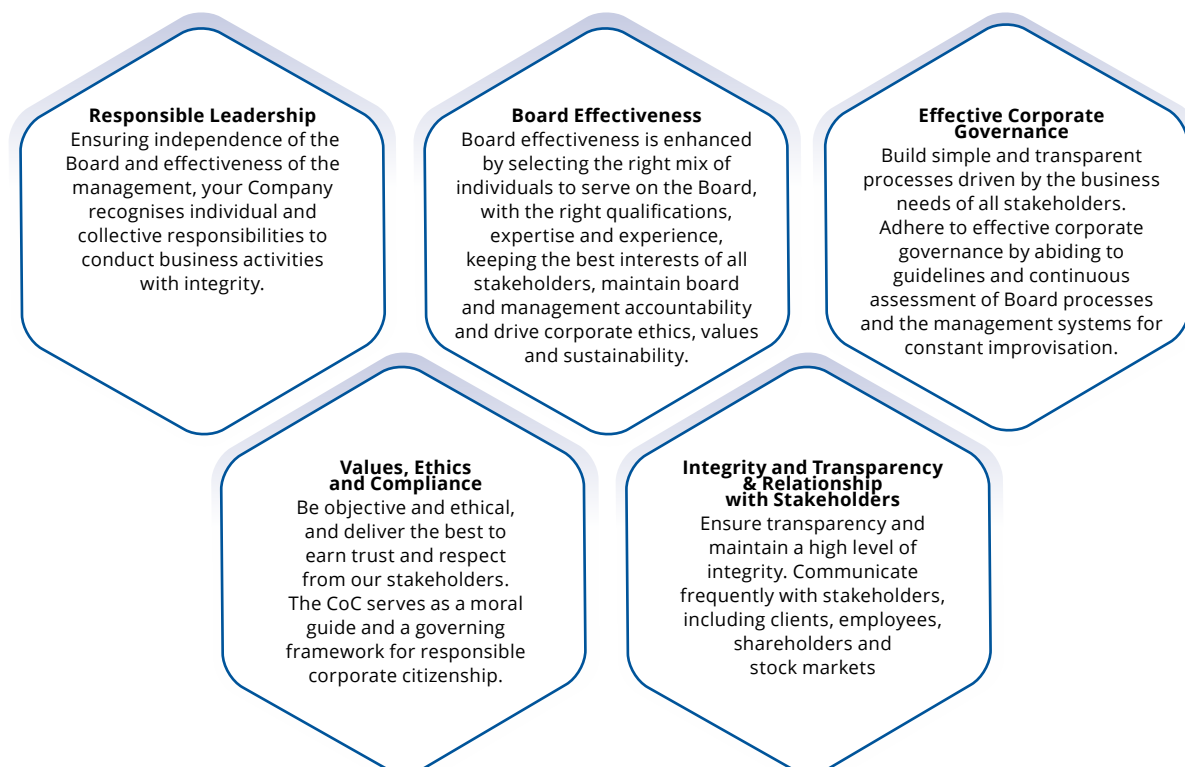 Responsible Leadership
Ensuring independence of the
Board and effectiveness of the
management, your Company
recognises individual and
collective responsibilities to
conduct business activities
with integrity.
Board Effectiveness
Board effectiveness is enhanced
by selecting the right mix of
individuals to serve on the Board,
with the right qualifications,
expertise and experience,
keeping the best interests of all
stakeholders, maintain board
and management accountability
and drive corporate ethics, values
and sustainability.
Effective Corporate
Governance
Build simple and transparent
processes driven by the business
needs of all stakeholders.
Adhere to effective corporate
governance by abiding to
guidelines and continuous
assessment of Board processes
and the management systems for
constant improvisation.
Values, Ethics
and Compliance
Be objective and ethical,
and deliver the best to
earn trust and respect
from our stakeholders.
The CoC serves as a moral
guide and a governing
framework for responsible
corporate citizenship.
Integrity and Transparency
& Relationship
with Stakeholders
Ensure transparency and
maintain a high level of
integrity. Communicate
frequently with stakeholders,
including clients, employees,
shareholders and
stock markets